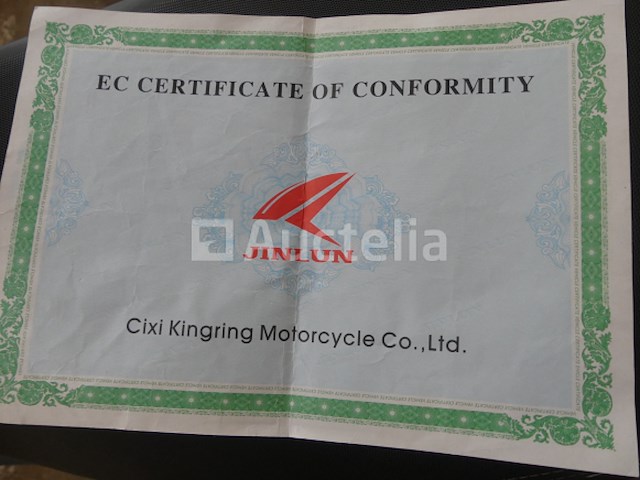 EC CERTIFICATE OF CONFORMITY
Auctelia
JINLUN
Cixi Kingring Motorcycle Co.,Ltd.